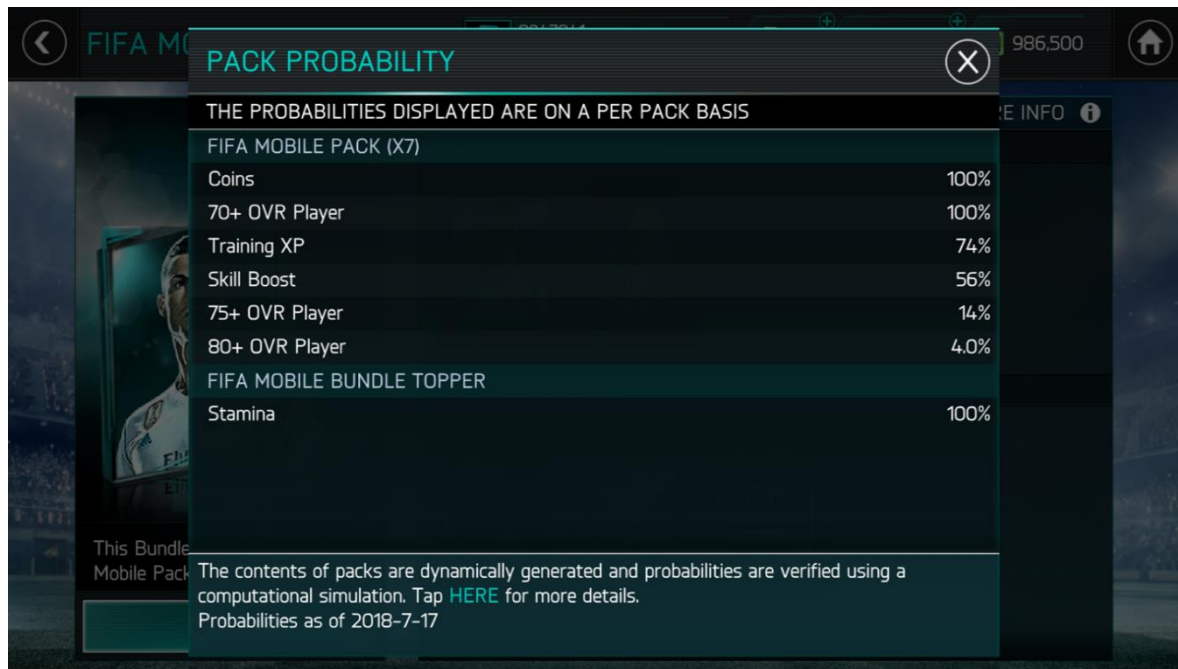 FIFA MO
986,500
PACK PROBABILITY
THE PROBABILITIES DISPLAYED ARE ON A PER PACK BASIS
RE INFO
FIFA MOBILE PACK (X7)
Coins 100%
70+ OVR Player 100%
Training XP 74%
Skill Boost 56%
75+ OVR Player 14%
80+ OVR Player 4.0%
FIFA MOBILE BUNDLE TOPPER
Stamina 100%
This Bundle
Mobile Pack
The contents of packs are dynamically generated and probabilities are verified using a
computational simulation. Tap HERE for more details.
Probabilities as of 2018-7-17